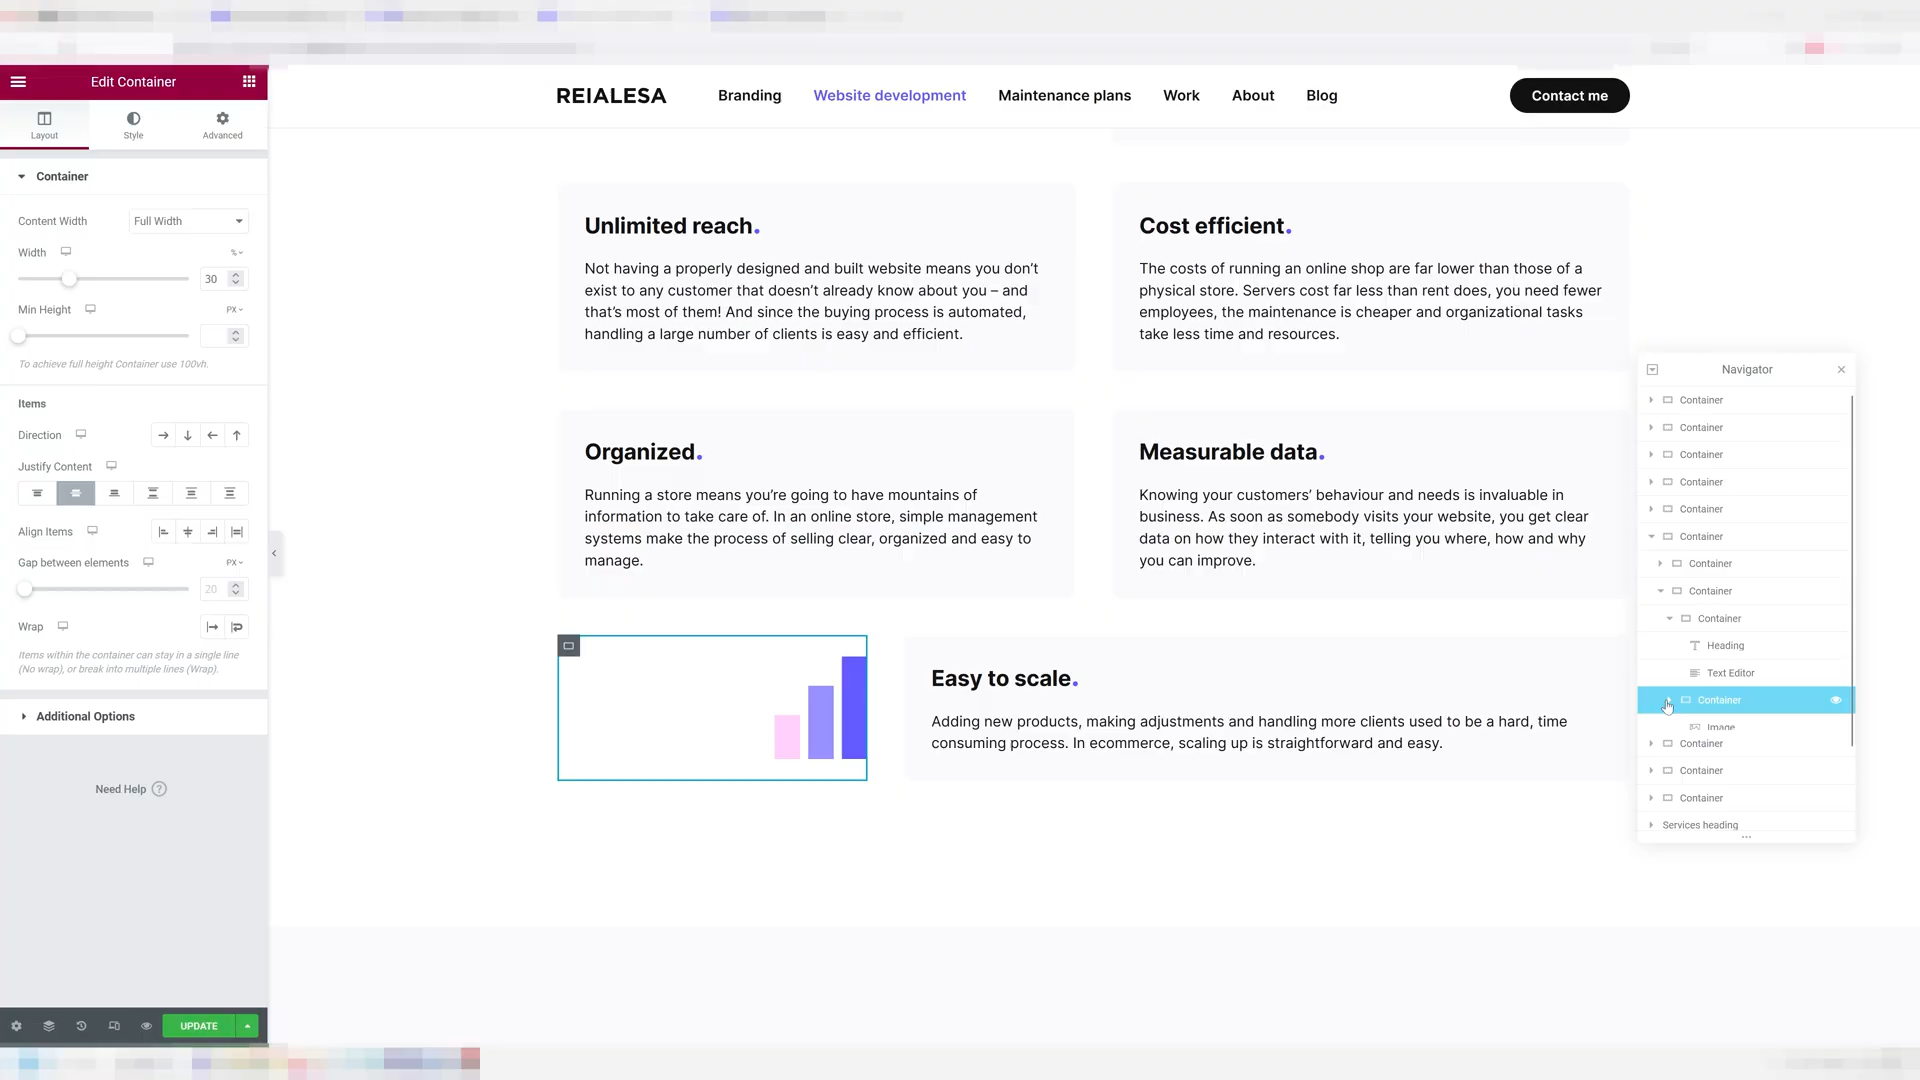 Edit Container
Layout
Style
Advanced
Container
Content Width
Full Width
Width
%
30
Min Height
PX
To achieve full height Container use 100vh.
Items
Direction
Justify Content
Align Items
Gap between elements
PX
20
Wrap
Items within the container can stay in a single line
(No wrap), or break into multiple lines (Wrap).
Additional Options
Need Help ?
UPDATE
REIALESA
Branding
Website development
Maintenance plans
Work
About
Blog
Contact me
Unlimited reach.
Not having a properly designed and built website means you don’t
exist to any customer that doesn’t already know about you – and
that’s most of them! And since the buying process is automated,
handling a large number of clients is easy and efficient.
Cost efficient.
The costs of running an online shop are far lower than those of a
physical store. Servers cost far less than rent does, you need fewer
employees, the maintenance is cheaper and organizational tasks
take less time and resources.
Organized.
Running a store means you’re going to have mountains of
information to take care of. In an online store, simple management
systems make the process of selling clear, organized and easy to
manage.
Measurable data.
Knowing your customers’ behaviour and needs is invaluable in
business. As soon as somebody visits your website, you get clear
data on how they interact with it, telling you where, how and why
you can improve.
Easy to scale.
Adding new products, making adjustments and handling more clients used to be a hard, time
consuming process. In ecommerce, scaling up is straightforward and easy.
Navigator
Container
Container
Container
Container
Container
Container
Container
Container
Container
Heading
Text Editor
Container
Image
Container
Container
Container
Services heading